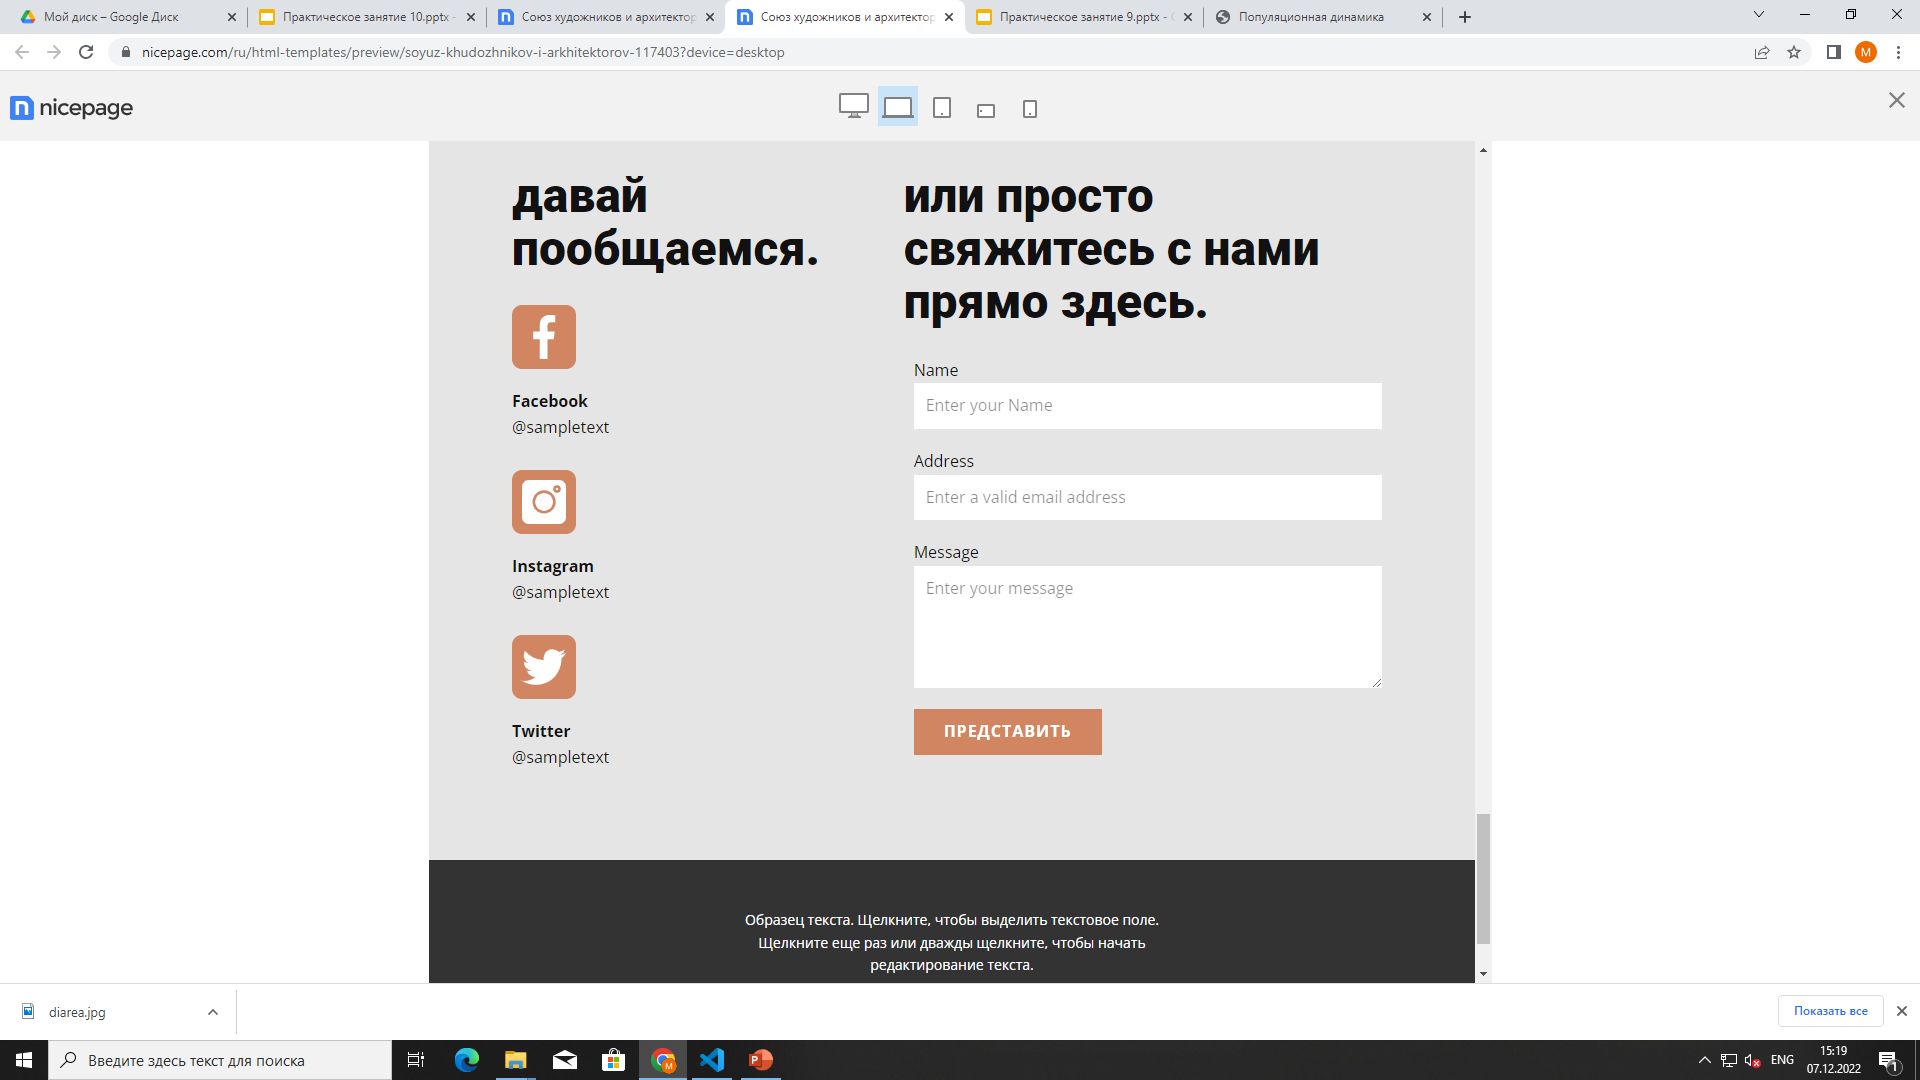 Мой диск – Google Диск
Практическое занятие 10.pptx -
Союз художников и архитектор
Союз художников и архитектор
Практическое занятие 9.pptx - G
Популяционная динамика
nicepage.com/ru/html-templates/preview/soyuz-khudozhnikov-i-arkhitektorov-117403?device=desktop
M
nicepage
давай
пообщаемся.
Facebook
@sampletext
Instagram
@sampletext
Twitter
@sampletext
или просто
свяжитесь с нами
прямо здесь.
Name
Enter your Name
Address
Enter a valid email address
Message
Enter your message
ПРЕДСТАВИТЬ
Образец текста. Щелкните, чтобы выделить текстовое поле.
Щелкните еще раз или дважды щелкните, чтобы начать
редактирование текста.
diarea.jpg
Показать все
Введите здесь текст для поиска
ENG
15:19
07.12.2022
1